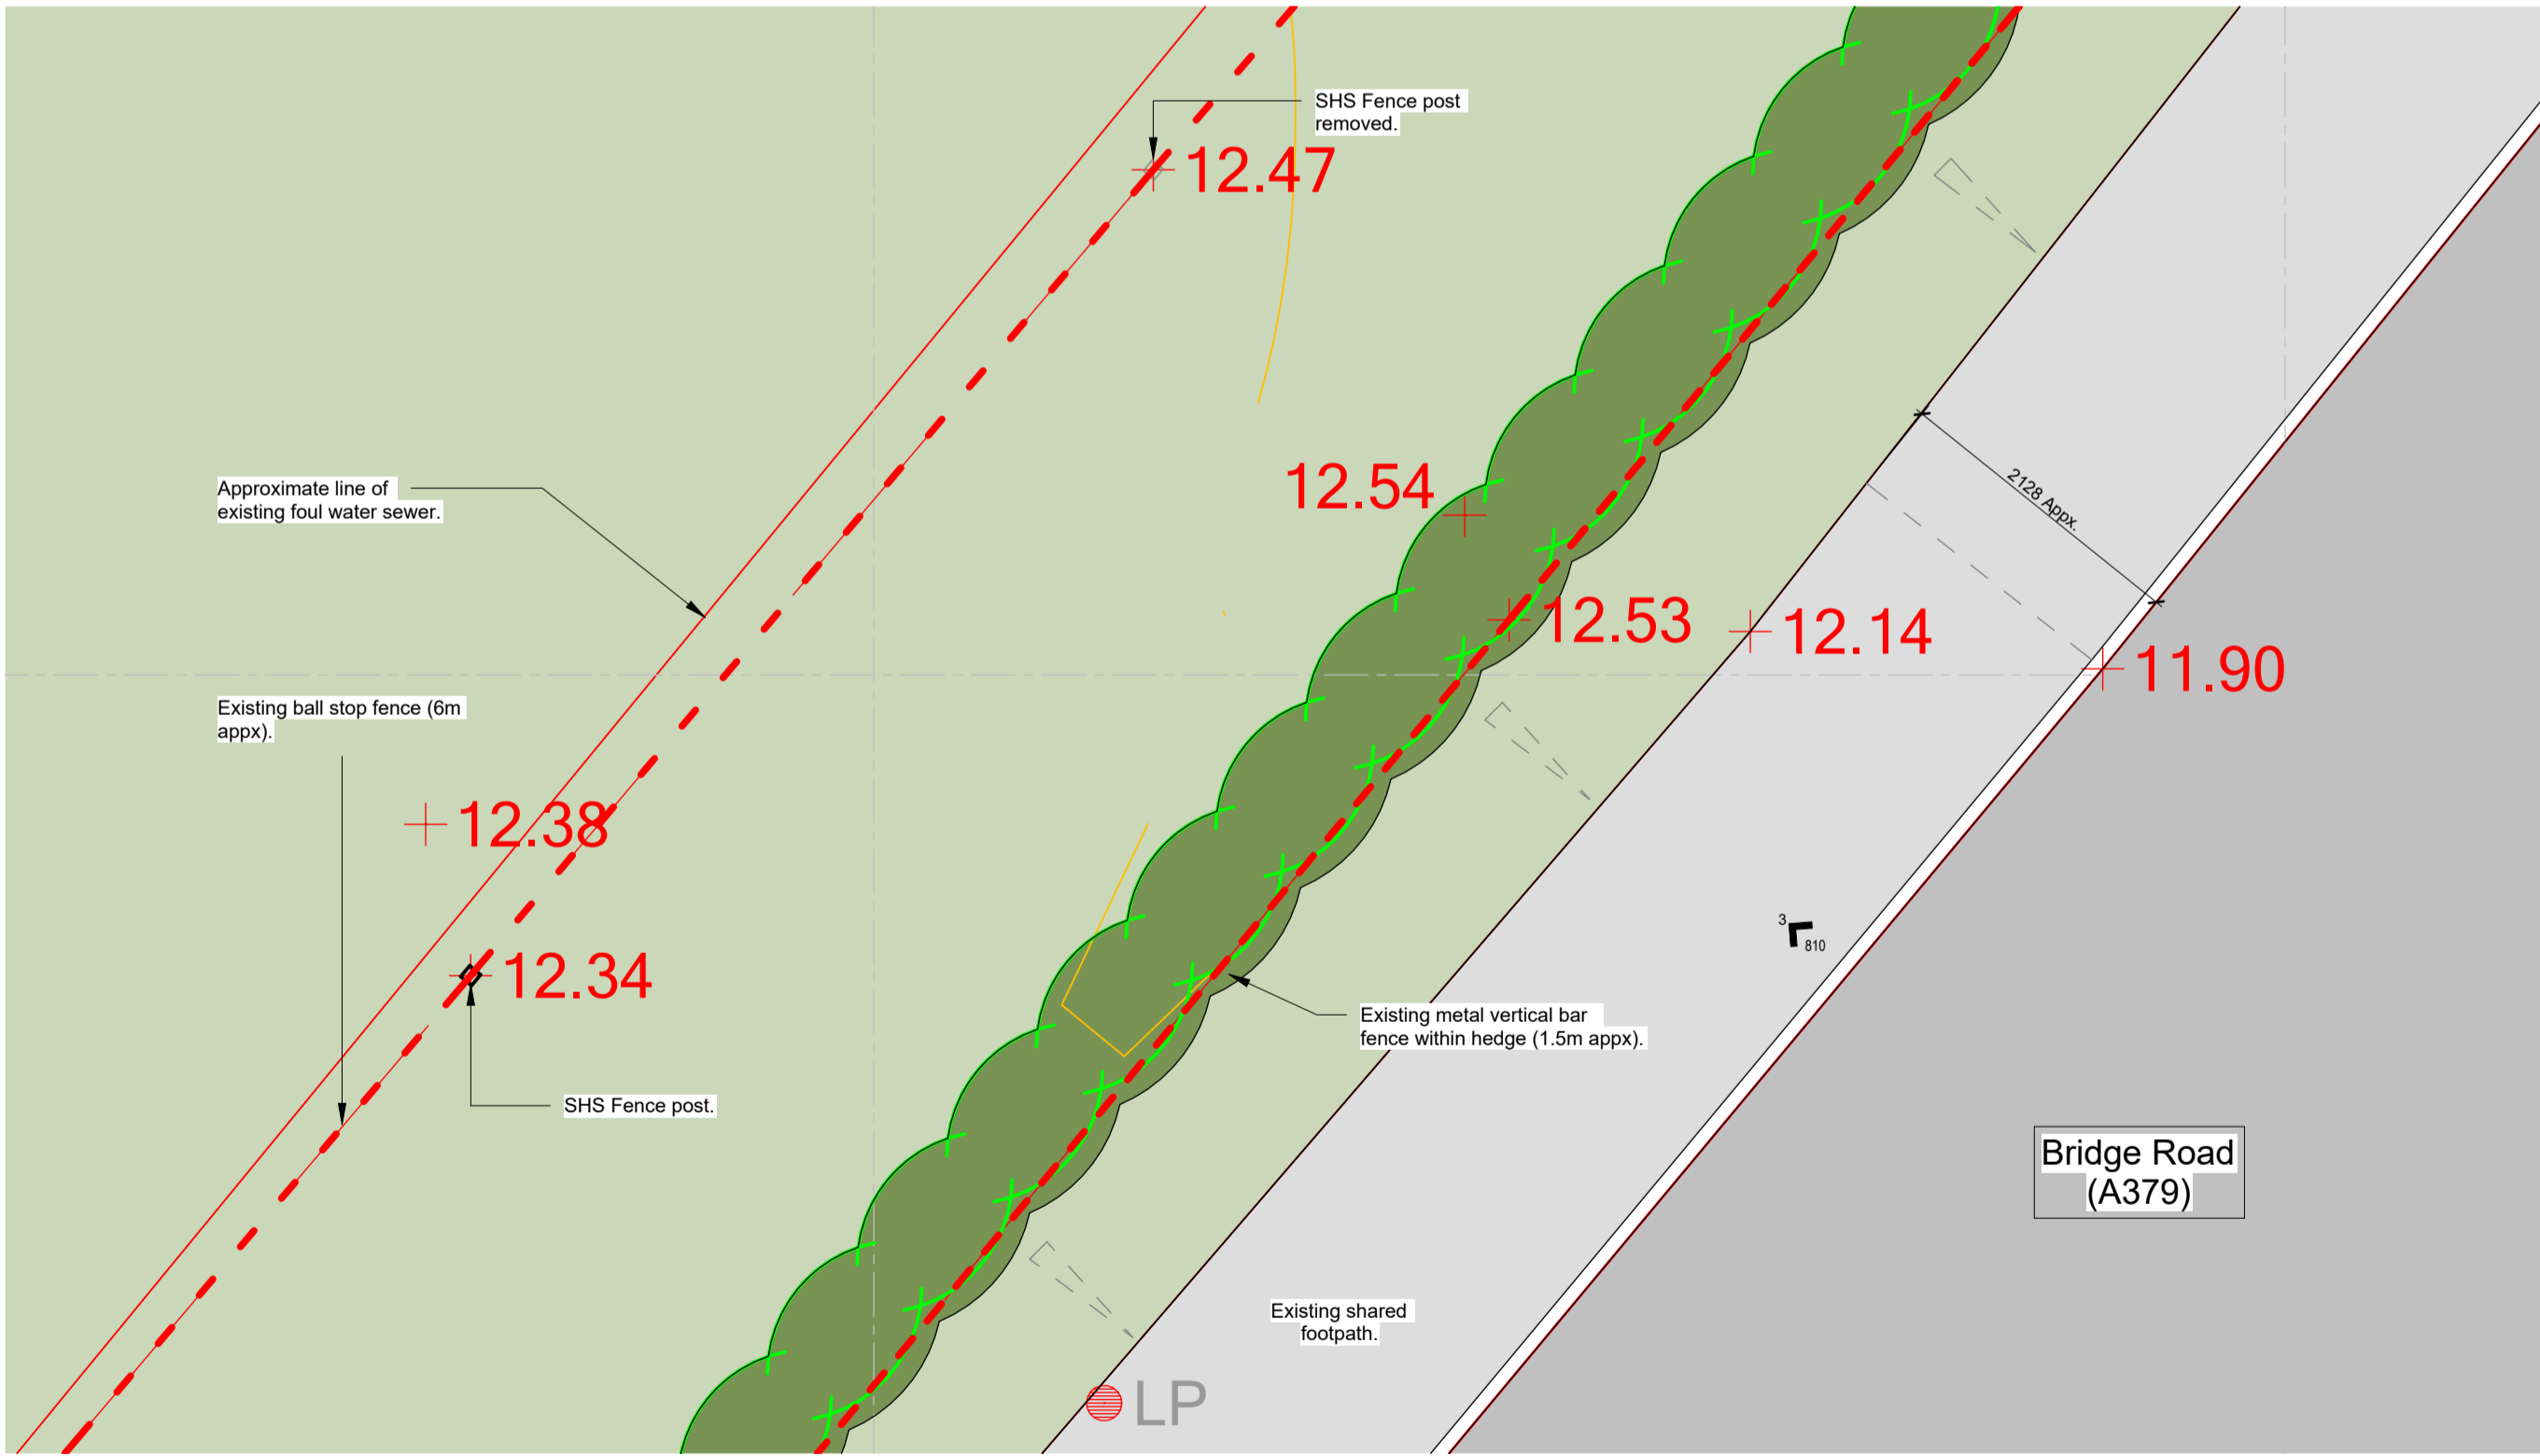 SHS Fence post
removed.
12.47
Approximate line of
existing foul water sewer.
12.54
2128 Appx.
12.53
12.14
11.90
Existing ball stop fence (6m
appx).
12.38
12.34
3
810
Existing metal vertical bar
fence within hedge (1.5m appx).
SHS Fence post.
Bridge Road
(A379)
Existing shared
footpath.
LP